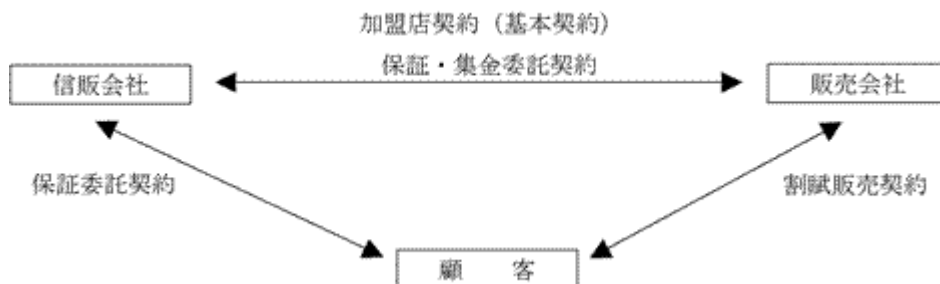 加盟店契約（基本契約）
保証・集金委託契約
信販会社
販売会社
保証委託契約
割賦販売契約
顧　客